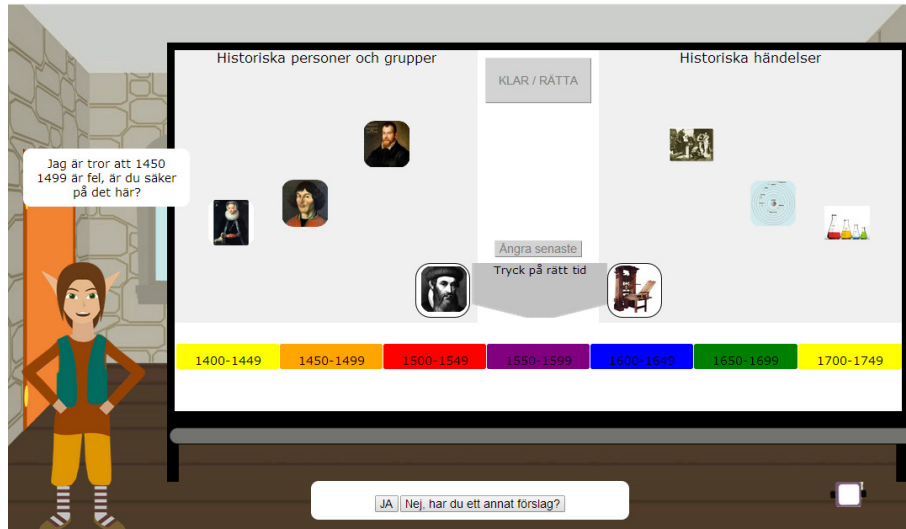 Historiska personer och grupper
Historiska händelser
KLAR / RÄTTA
Jag är tror att 1450
1499 är fel, är du säker
på det här?
Ångra senaste
Tryck på rätt tid
1400-1449
1450-1499
1500-1549
1550-1599
1600-1649
1650-1699
1700-1749
JA
Nej, har du ett annat förslag?